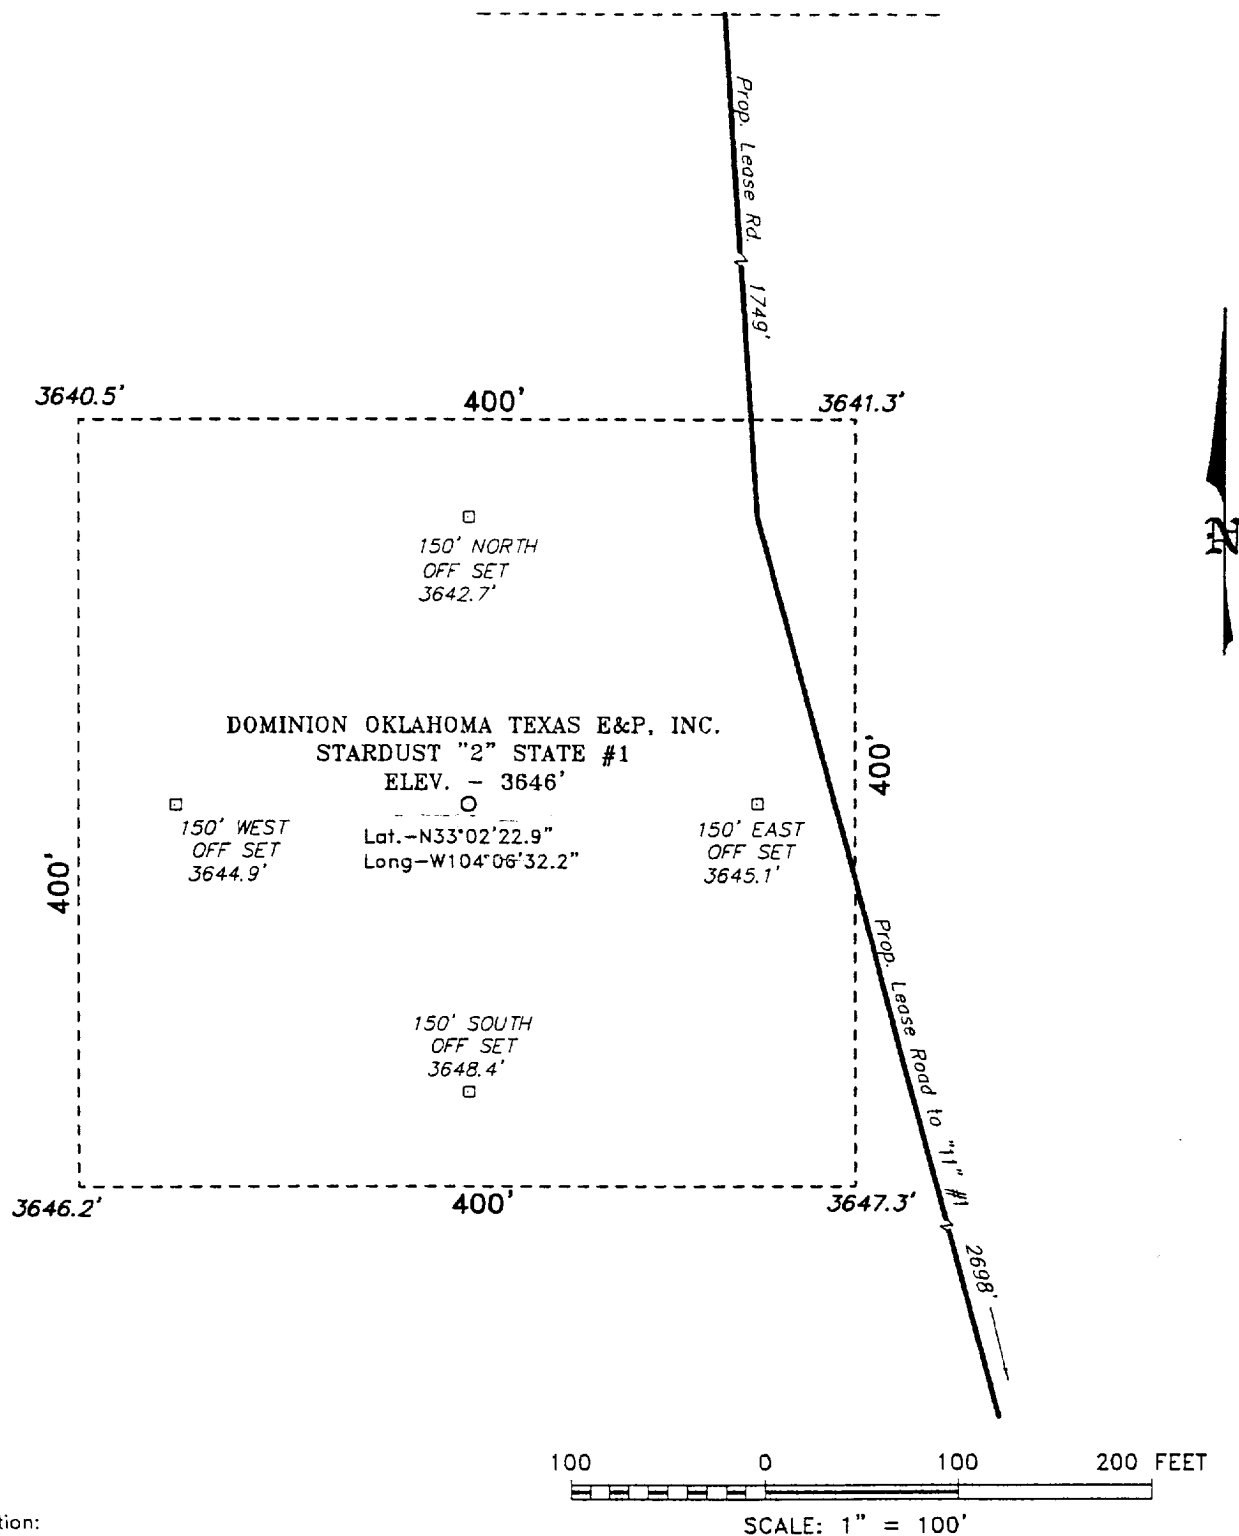 Prop. Lease Rd. 1749'
3640.5'
400'
3641.3'
150' NORTH
OFF SET
3642.7'
N
DOMINION OKLAHOMA TEXAS E&P, INC.
STARDUST "2" STATE #1
ELEV. - 3646'
Lat.-N33°02'22.9"
Long-W104°06'32.2"
150' WEST
OFF SET
3644.9'
150' EAST
OFF SET
3645.1'
400'
400'
150' SOUTH
OFF SET
3648.4'
Prop. Lease Road to "11" #1 2698'
3646.2'
400'
3647.3'
100 0 100 200 FEET
SCALE: 1" = 100'
tion: